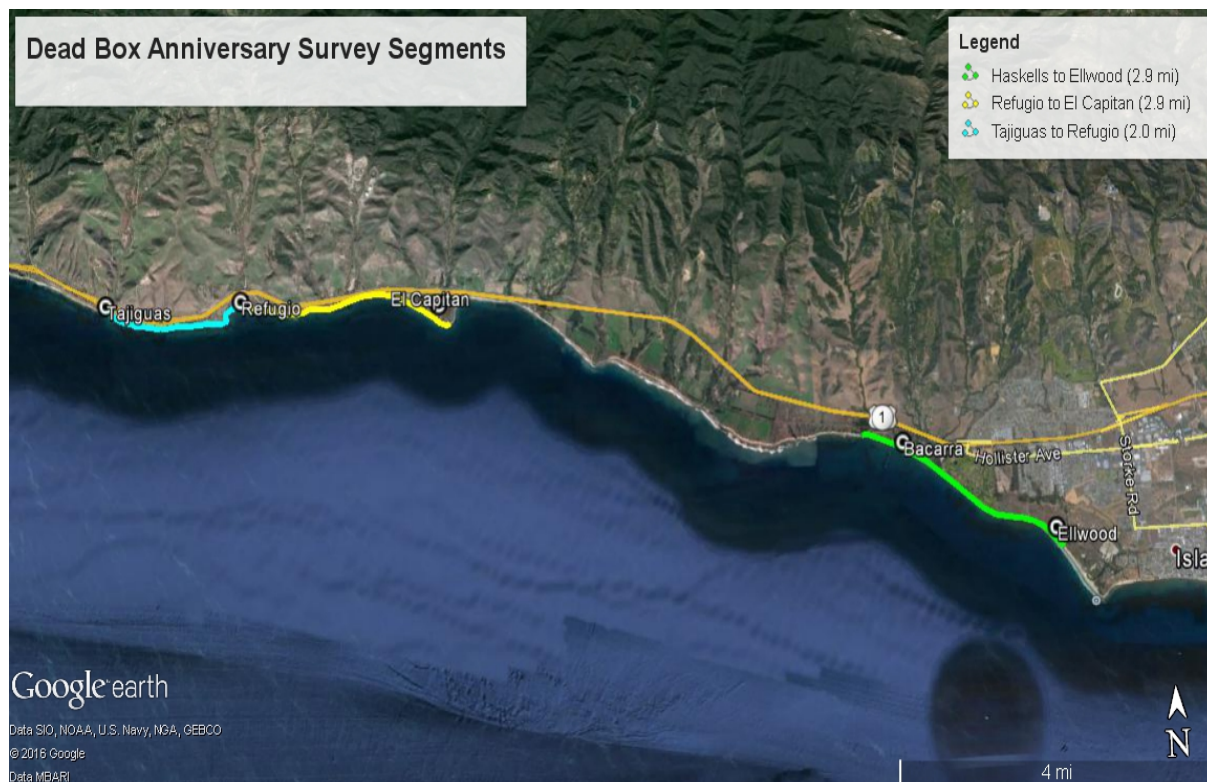 Dead Box Anniversary Survey Segments
Legend
Haskells to Ellwood (2.9 mi)
Refugio to El Capitan (2.9 mi)
Tajiguas to Refugio (2.0 mi)
Tajiguas
Refugio
El Capitan
1
Bacarra
Hollister Ave
Storke Rd
Ellwood
Isla
Google earth
Data SIO, NOAA, U.S. Navy, NGA, GEBCO
© 2016 Google
Data MBARI
N
4 mi